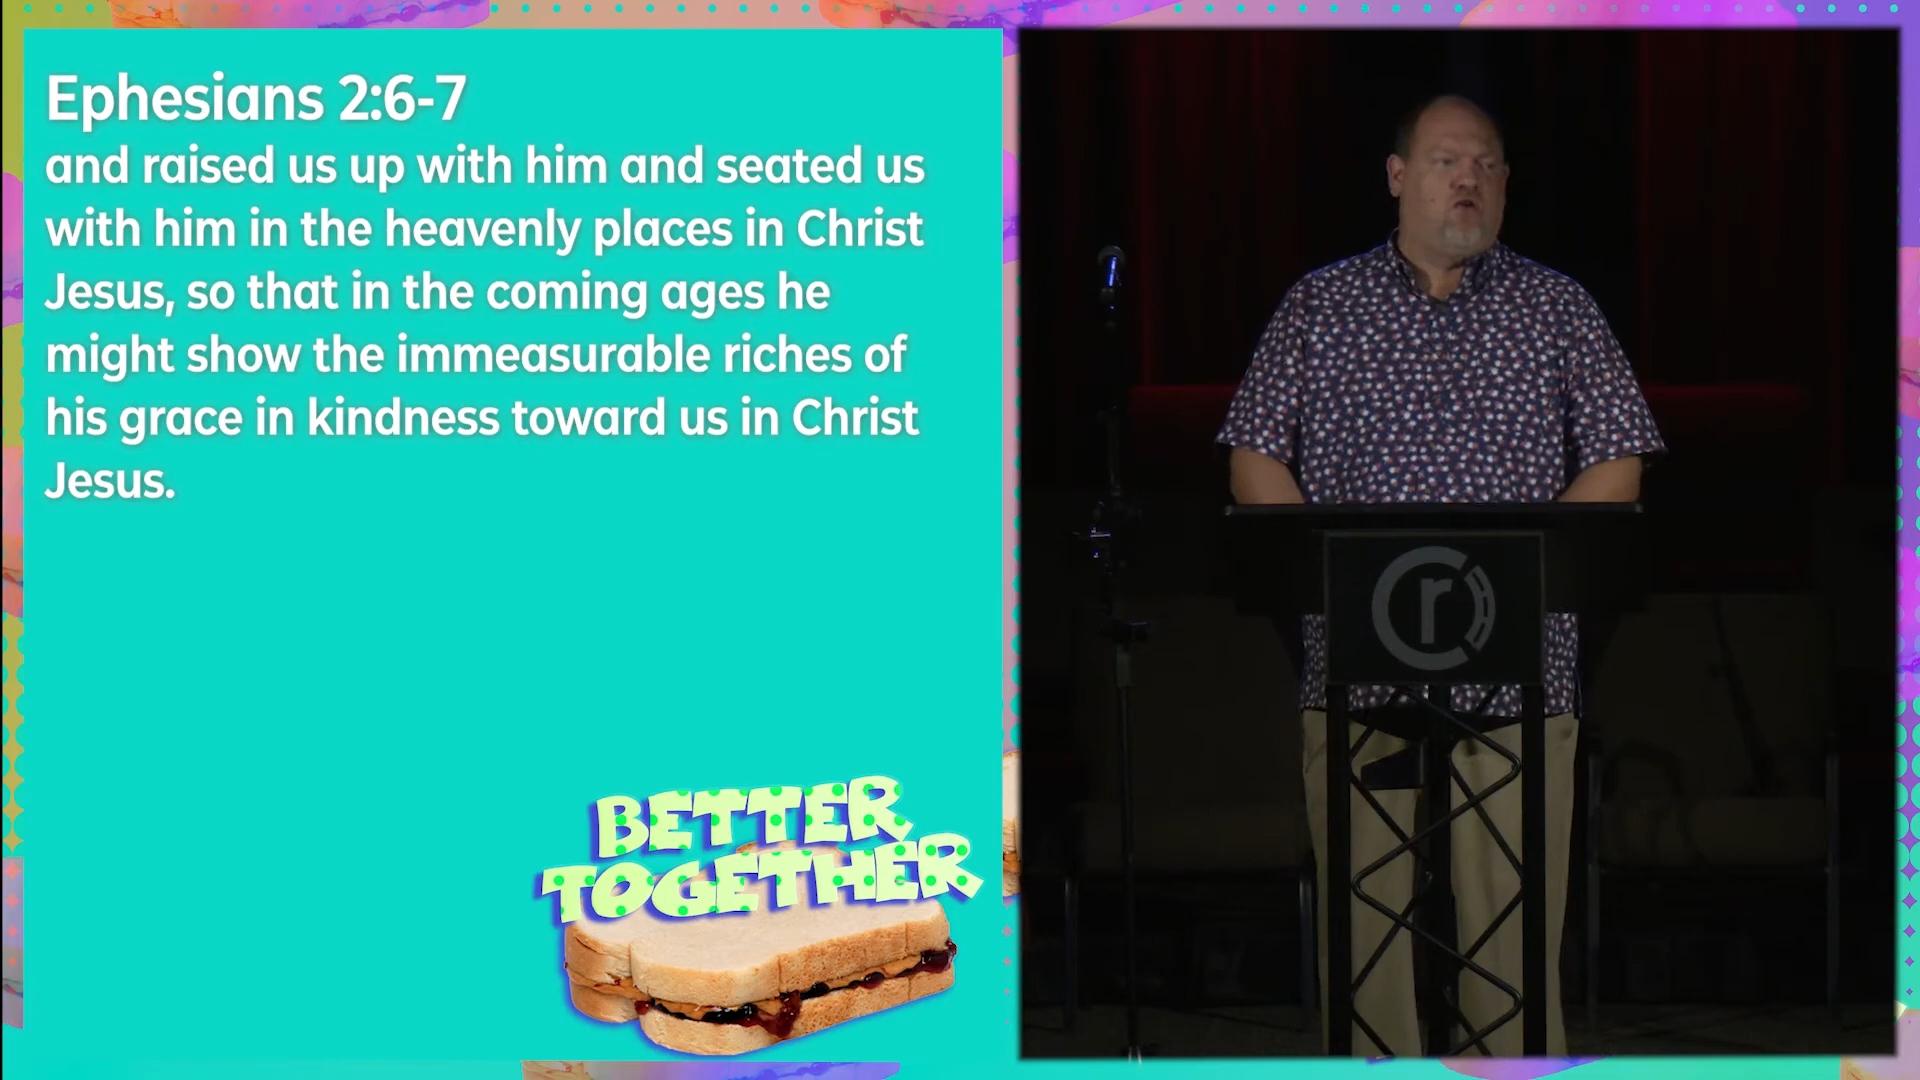 Ephesians 2:6-7
and raised us up with him and seated us
with him in the heavenly places in Christ
Jesus, so that in the coming ages he
might show the immeasurable riches of
his grace in kindness toward us in Christ
Jesus.
BETTER
TOGETHER
r